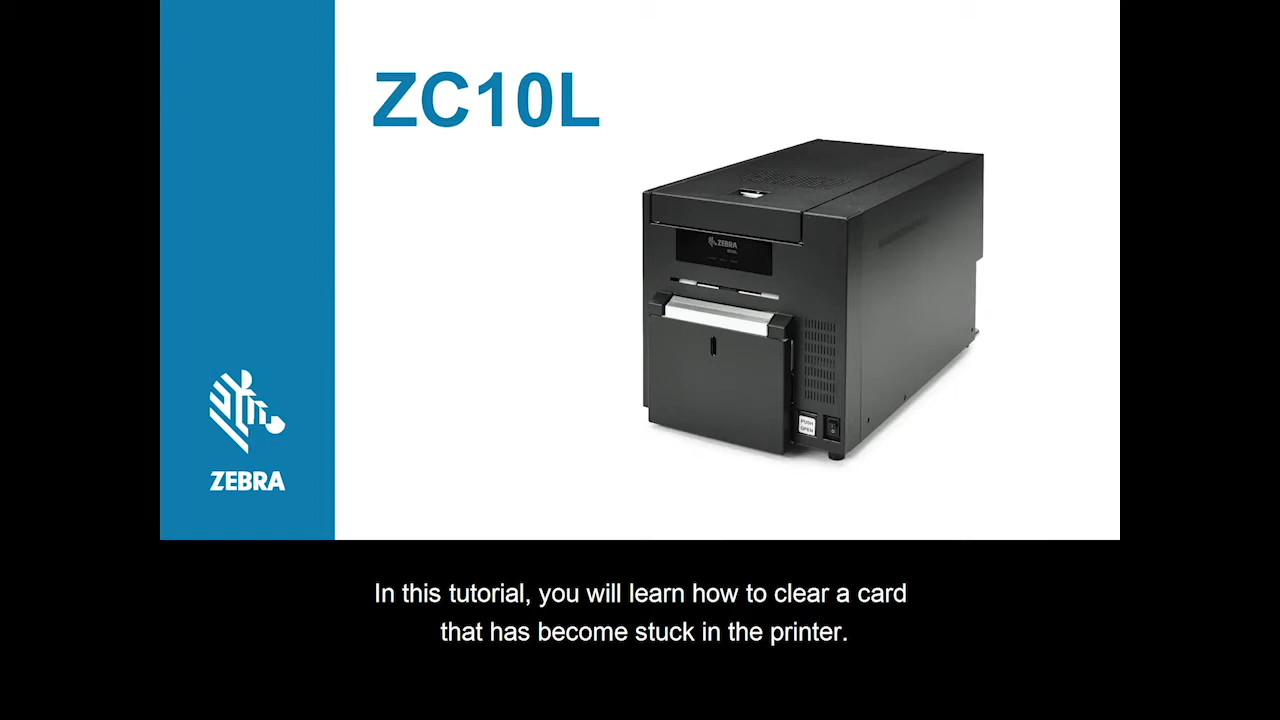 ZC10L
ZEBRA
PUSH
OPEN
ZEBRA
In this tutorial, you will learn how to clear a card
that has become stuck in the printer.